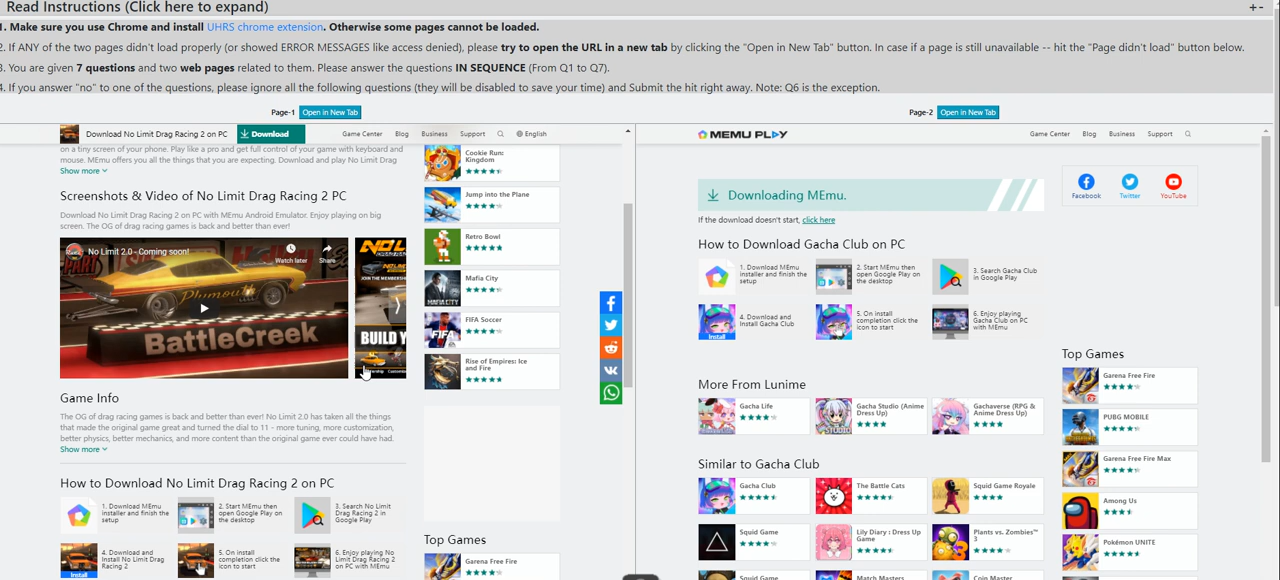 Read Instructions (Click here to expand)
+-
1. Make sure you use Chrome and install UHRS chrome extension. Otherwise some pages cannot be loaded.
2. If ANY of the two pages didn't load properly (or showed ERROR MESSAGES like access denied), please try to open the URL in a new tab by clicking the "Open in New Tab" button. In case if a page is still unavailable -- hit the "Page didn't load" button below.
3. You are given 7 questions and two web pages related to them. Please answer the questions IN SEQUENCE (From Q1 to Q7).
4. If you answer "no" to one of the questions, please ignore all the following questions (they will be disabled to save your time) and Submit the hit right away. Note: Q6 is the exception.
Page-1 Open in New Tab
Download No Limit Drag Racing 2 on PC Download Game Center Blog Business Support English
on a tiny screen of your phone. Play like a pro and get full control of your game with keyboard and
mouse. MEmu offers you all the things that you are expecting. Download and play No Limit Drag
Show more
Screenshots & Video of No Limit Drag Racing 2 PC
Download No Limit Drag Racing 2 on PC with MEmu Android Emulator. Enjoy playing on big
screen. The OG of drag racing games is back and better than ever!
No Limit 2.0 - Coming soon!
Watch later
Share
Plymouth
BattleCreek
NO L
JOIN THE MEMBERSHIP
BUILD Y
Game Info
The OG of drag racing games is back and better than ever! No Limit 2.0 has taken all the things
that made the original game great and turned the dial to 11 - more tuning, more customization,
better physics, better mechanics, and more content than the original game ever could have had.
Show more
How to Download No Limit Drag Racing 2 on PC
1. Download MEmu
installer and finish the
setup
2. Start MEmu then
open Google Play on
the desktop
3. Search No Limit
Drag Racing 2 in
Google Play
Install
4. Download and
Install No Limit Drag
Racing 2
5. On install
completion click the
icon to start
6. Enjoy playing No
Limit Drag Racing 2
on PC with MEmu
Cookie Run:
Kingdom
Jump into the Plane
Retro Bowl
MAFIA CITY
Mafia City
FIFA
FIFA Soccer
Rise of Empires: Ice
and Fire
Top Games
Garena Free Fire
Page-2 Open in New Tab
MEMU PLAY Game Center Blog Business Support
Downloading MEmu.
If the download doesn't start, click here
Facebook
Twitter
YouTube
How to Download Gacha Club on PC
1. Download MEmu
installer and finish the
setup
2. Start MEmu then
open Google Play on
the desktop
3. Search Gacha Club
in Google Play
Install
4. Download and
Install Gacha Club
5. On install
completion click the
icon to start
6. Enjoy playing
Gacha Club on PC
with MEmu
More From Lunime
Gacha Life
STUDIO
Gacha Studio (Anime
Dress Up)
Gachaverse (RPG &
Anime Dress Up)
Similar to Gacha Club
Gacha Club
The Battle Cats
Squid Game Royale
Squid Game
Lily Diary : Dress Up
Game
Plants vs. Zombies™
3
Squid Game
Match Masters
Coin Master
Top Games
Garena Free Fire
PUBG MOBILE
Garena Free Fire Max
Among Us
Pokémon UNITE